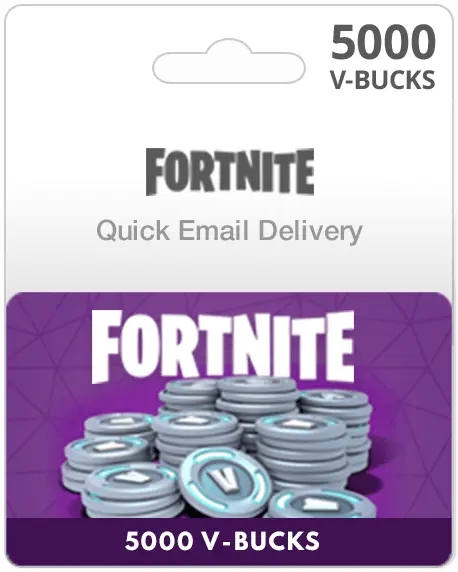 5000
V-BUCKS
FORTNITE
Quick Email Delivery
FORTNITE
V
5000 V-BUCKS